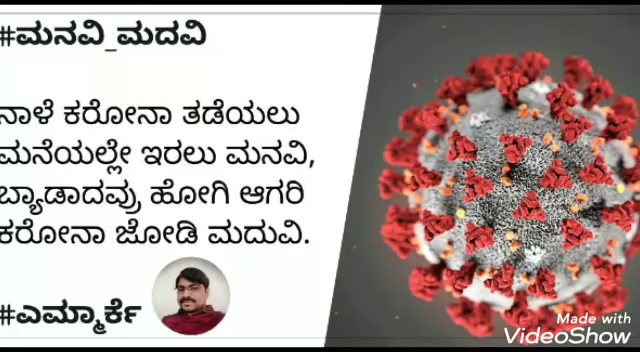 #ಮನವಿ_ಮದವಿ
ನಾಳೆ ಕರೋನಾ ತಡೆಯಲು
ಮನೆಯಲ್ಲೇ ಇರಲು ಮನವಿ,
ಬ್ಯಾಡಾದವ್ರು ಹೋಗಿ ಆಗರಿ
ಕರೋನಾ ಜೋಡಿ ಮದುವಿ.
#ಎಮ್ಮಾರ್ಕೆ
Made with
VideoShow